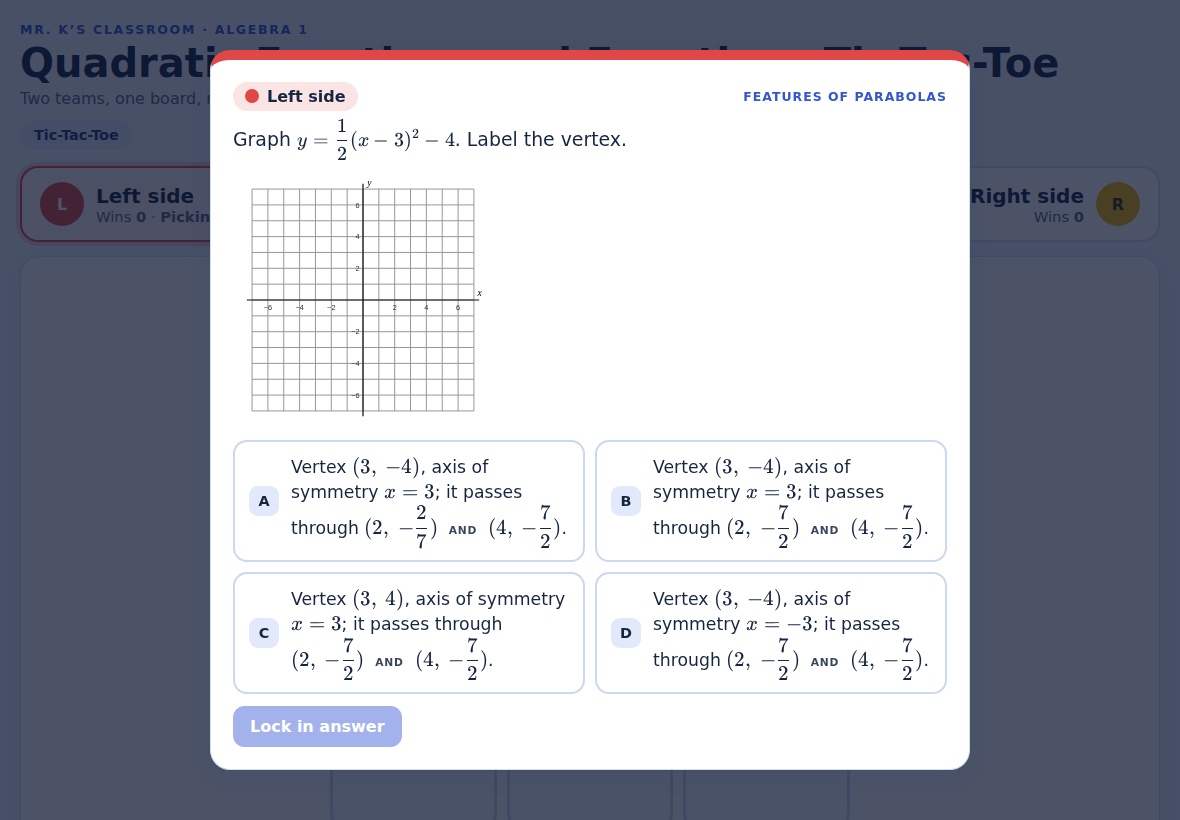 MR. K'S CLASSROOM · ALGEBRA 1
Quadrati
-Toe
Two teams, one board,
Tic-Tac-Toe
L
Left side
Wins 0 · Pickin
Right side
Wins 0
R
Left side
FEATURES OF PARABOLAS
Graph y = 1/2(x − 3)² − 4. Label the vertex.
y
6
4
2
x
−6 −4 −2 2 4 6
−2
−4
−6
A
Vertex (3, −4), axis of
symmetry x = 3; it passes
through (2, −2/7) AND (4, −7/2).
B
Vertex (3, −4), axis of
symmetry x = 3; it passes
through (2, −7/2) AND (4, −7/2).
C
Vertex (3, 4), axis of symmetry
x = 3; it passes through
(2, −7/2) AND (4, −7/2).
D
Vertex (3, −4), axis of
symmetry x = −3; it passes
through (2, −7/2) AND (4, −7/2).
Lock in answer